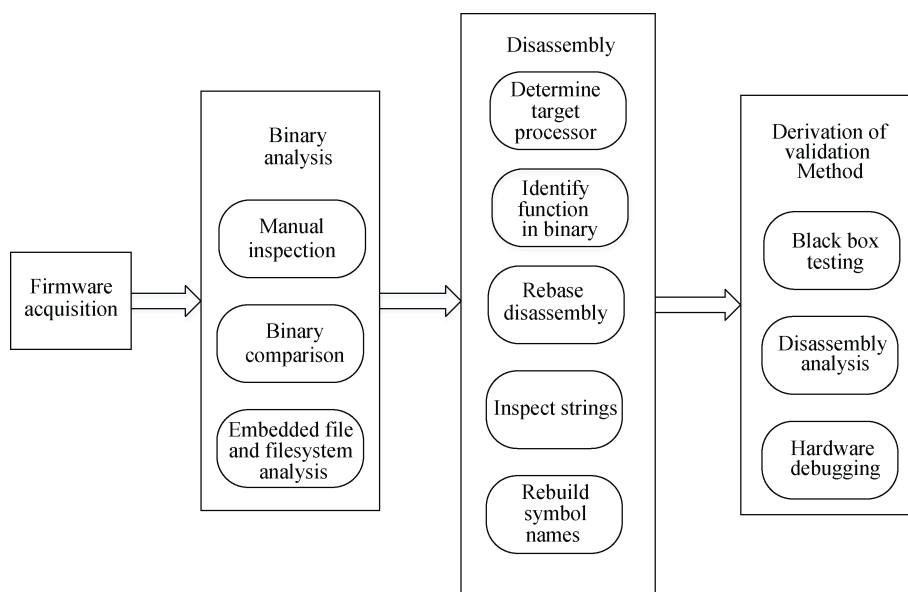 Firmware
acquisition
Binary
analysis
Manual
inspection
Binary
comparison
Embedded file
and filesystem
analysis
Disassembly
Determine
target
processor
Identify
function
in binary
Rebase
disassembly
Inspect strings
Rebuild
symbol
names
Derivation of
validation
Method
Black box
testing
Disassembly
analysis
Hardware
debugging